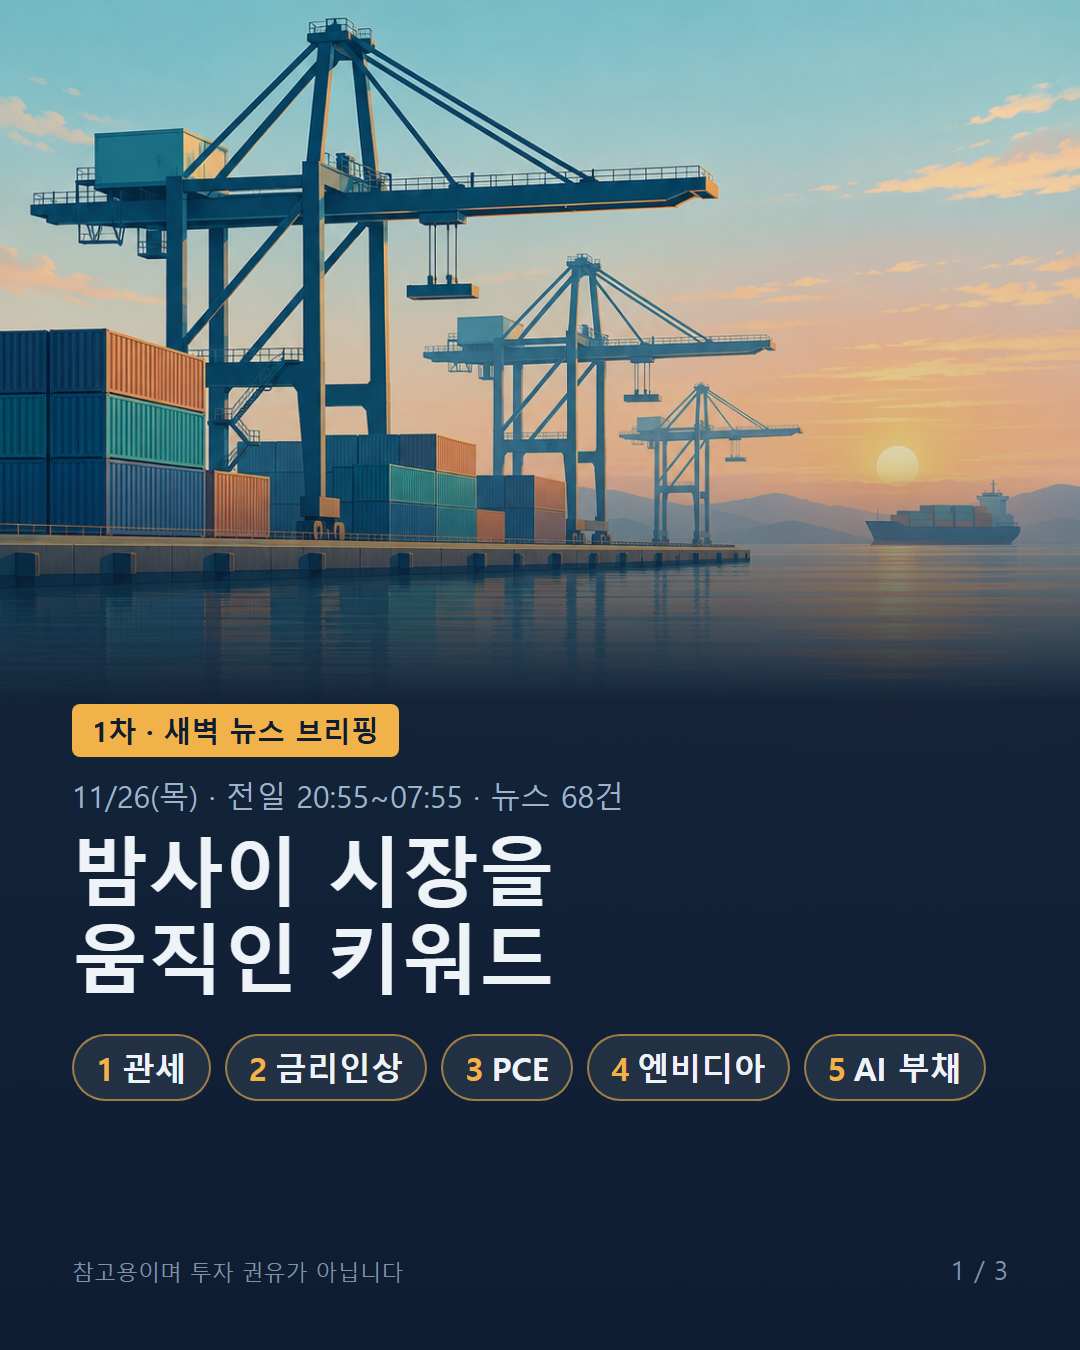 1차 · 새벽 뉴스 브리핑
11/26(목) · 전일 20:55~07:55 · 뉴스 68건
밤사이 시장을
움직인 키워드
1 관세 2 금리인상 3 PCE 4 엔비디아 5 AI 부채
참고용이며 투자 권유가 아닙니다 1 / 3